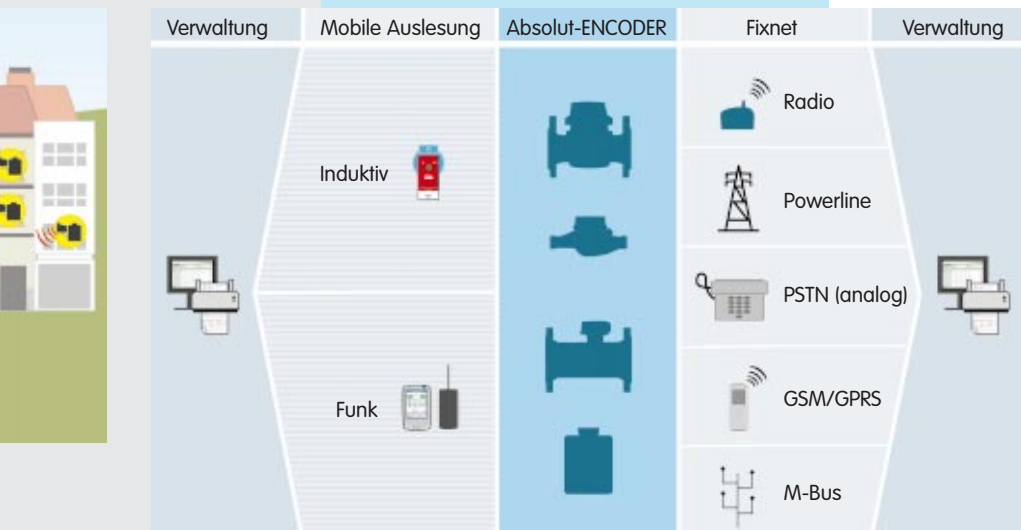 Verwaltung
Mobile Auslesung
Absolut-ENCODER
Fixnet
Verwaltung
Induktiv
Funk
Radio
Powerline
PSTN (analog)
GSM/GPRS
M-Bus